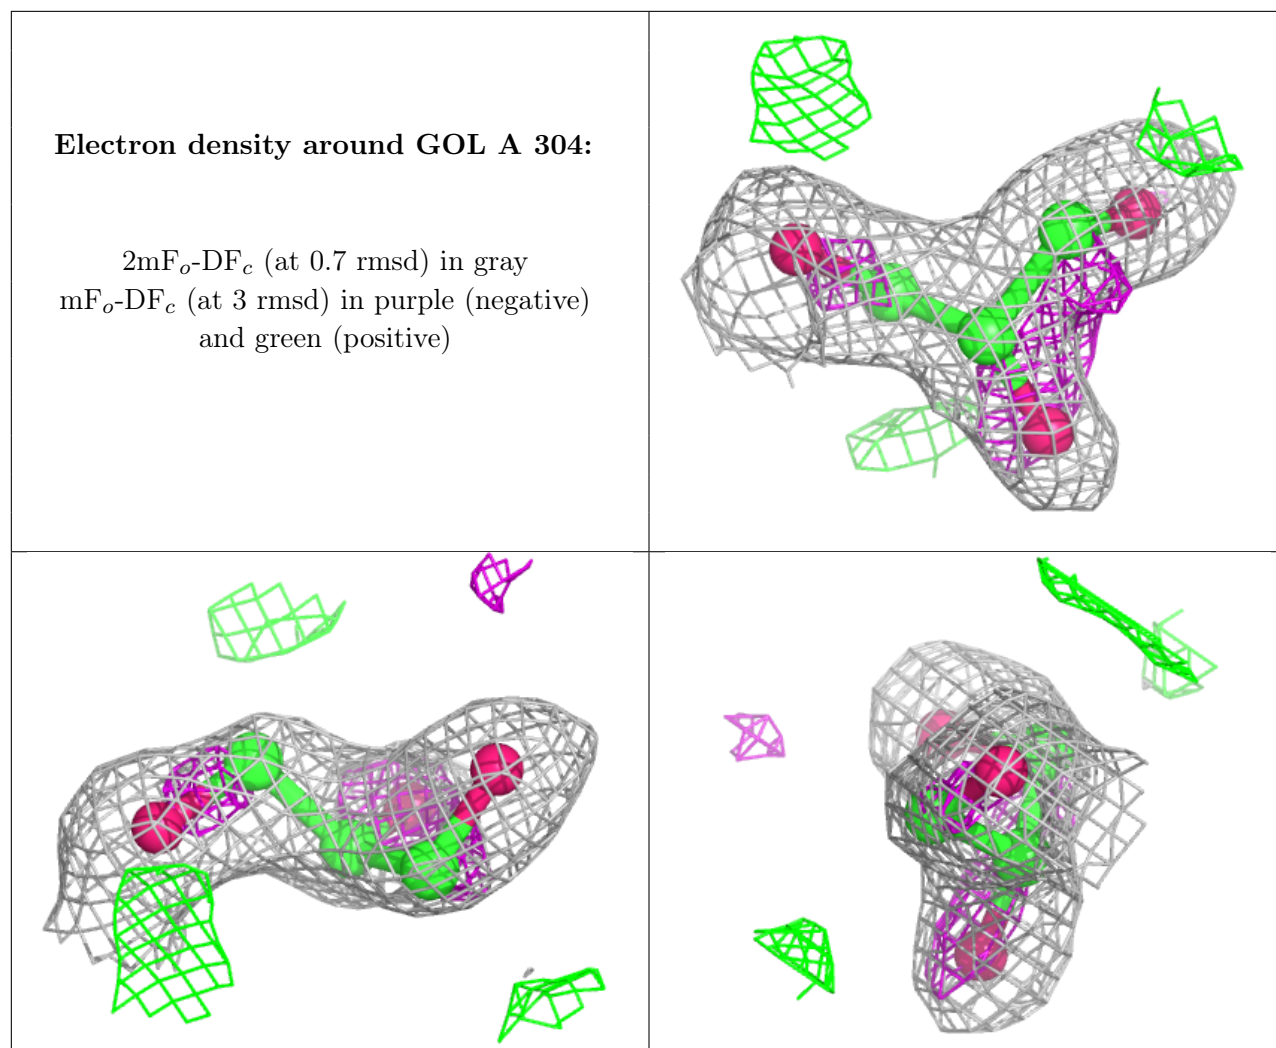 Electron density around GOL A 304:
2mFo-DFc (at 0.7 rmsd) in gray
mFo-DFc (at 3 rmsd) in purple (negative)
and green (positive)